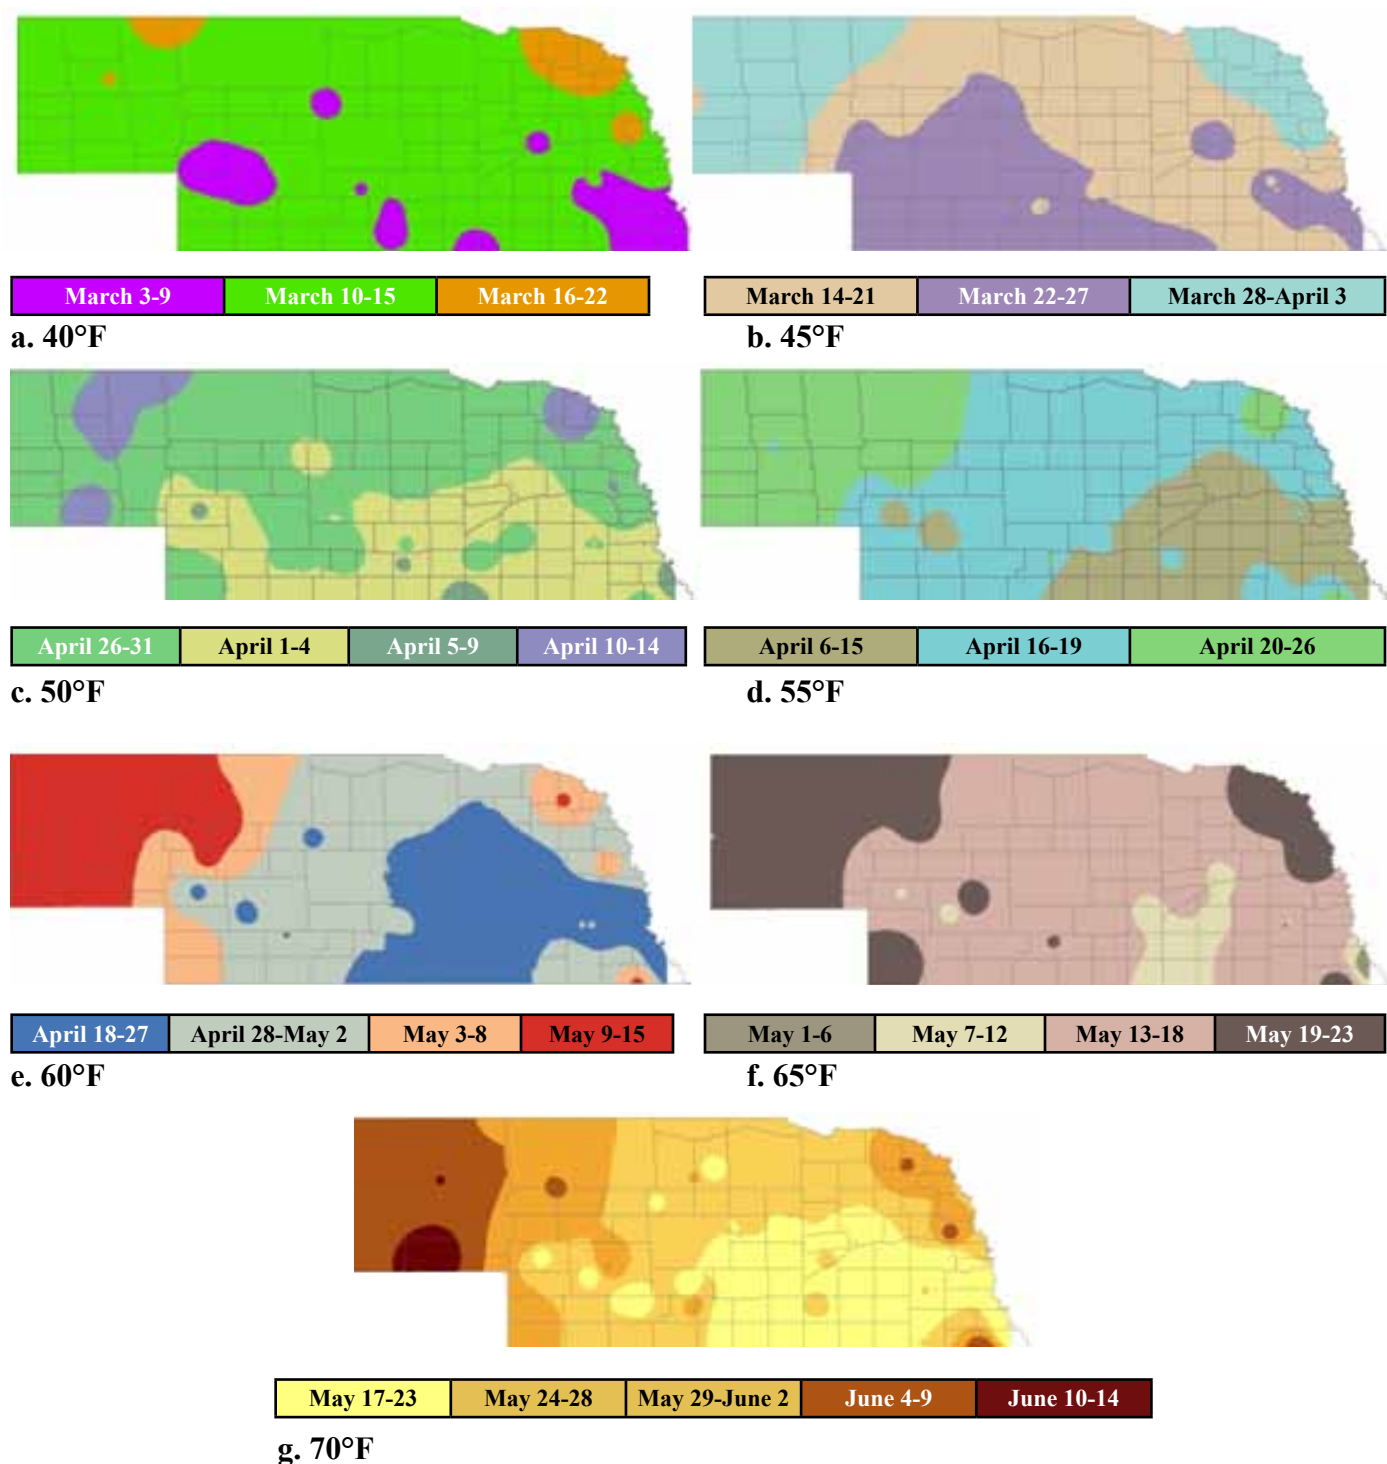 March 3-9 March 10-15 March 16-22
a. 40°F
March 14-21 March 22-27 March 28-April 3
b. 45°F
April 26-31 April 1-4 April 5-9 April 10-14
c. 50°F
April 6-15 April 16-19 April 20-26
d. 55°F
April 18-27 April 28-May 2 May 3-8 May 9-15
e. 60°F
May 1-6 May 7-12 May 13-18 May 19-23
f. 65°F
May 17-23 May 24-28 May 29-June 2 June 4-9 June 10-14
g. 70°F